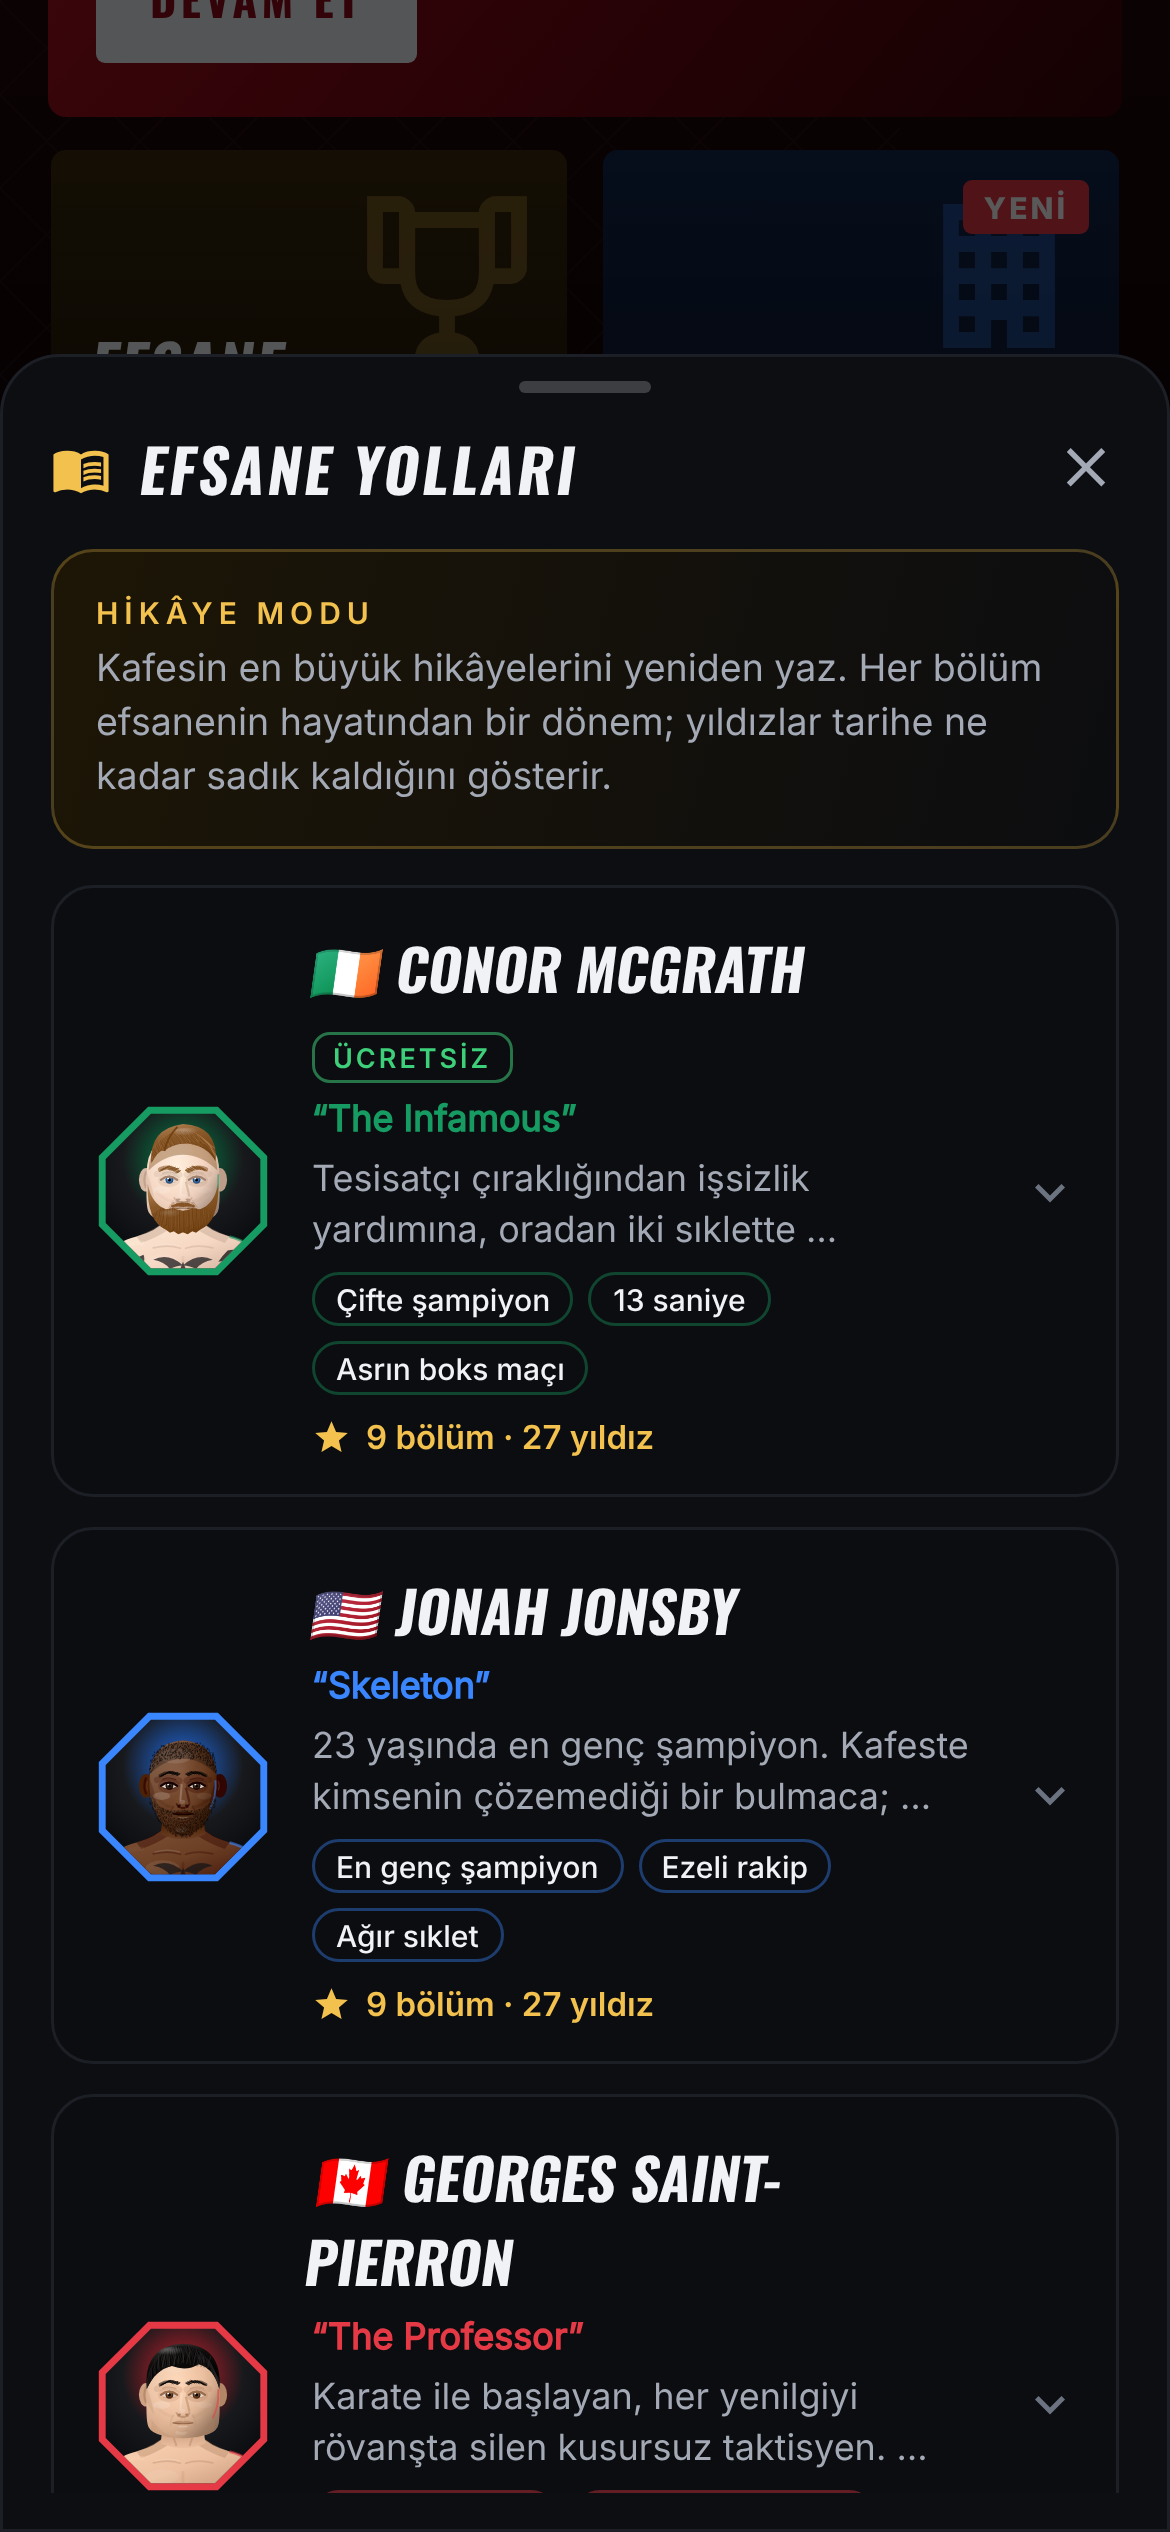 DEVAM ET
YENİ
EFSANE
EFSANE YOLLARI
HİKÂYE MODU
Kafesin en büyük hikâyelerini yeniden yaz. Her bölüm
efsanenin hayatından bir dönem; yıldızlar tarihe ne
kadar sadık kaldığını gösterir.
CONOR MCGRATH
ÜCRETSİZ
“The Infamous”
Tesisatçı çıraklığından işsizlik
yardımına, oradan iki sıklette ...
Çifte şampiyon 13 saniye
Asrın boks maçı
9 bölüm · 27 yıldız
JONAH JONSBY
“Skeleton”
23 yaşında en genç şampiyon. Kafeste
kimsenin çözemediği bir bulmaca; ...
En genç şampiyon Ezeli rakip
Ağır sıklet
9 bölüm · 27 yıldız
GEORGES SAINT-
PIERRON
“The Professor”
Karate ile başlayan, her yenilgiyi
rövanşta silen kusursuz taktisyen. ...